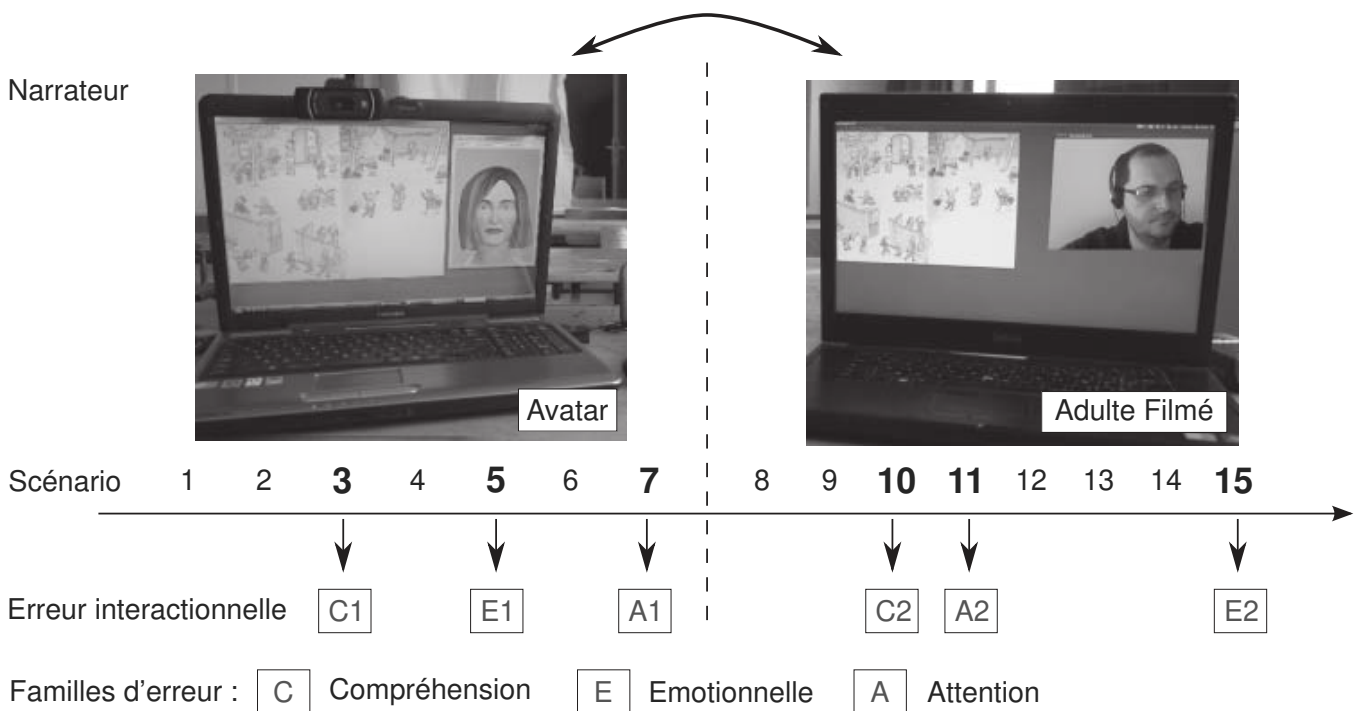 Narrateur
Avatar
Adulte Filmé
Scénario 1 2 3 4 5 6 7 8 9 10 11 12 13 14 15
Erreur interactionnelle C1 E1 A1 C2 A2 E2
Familles d'erreur : C Compréhension E Emotionnelle A Attention